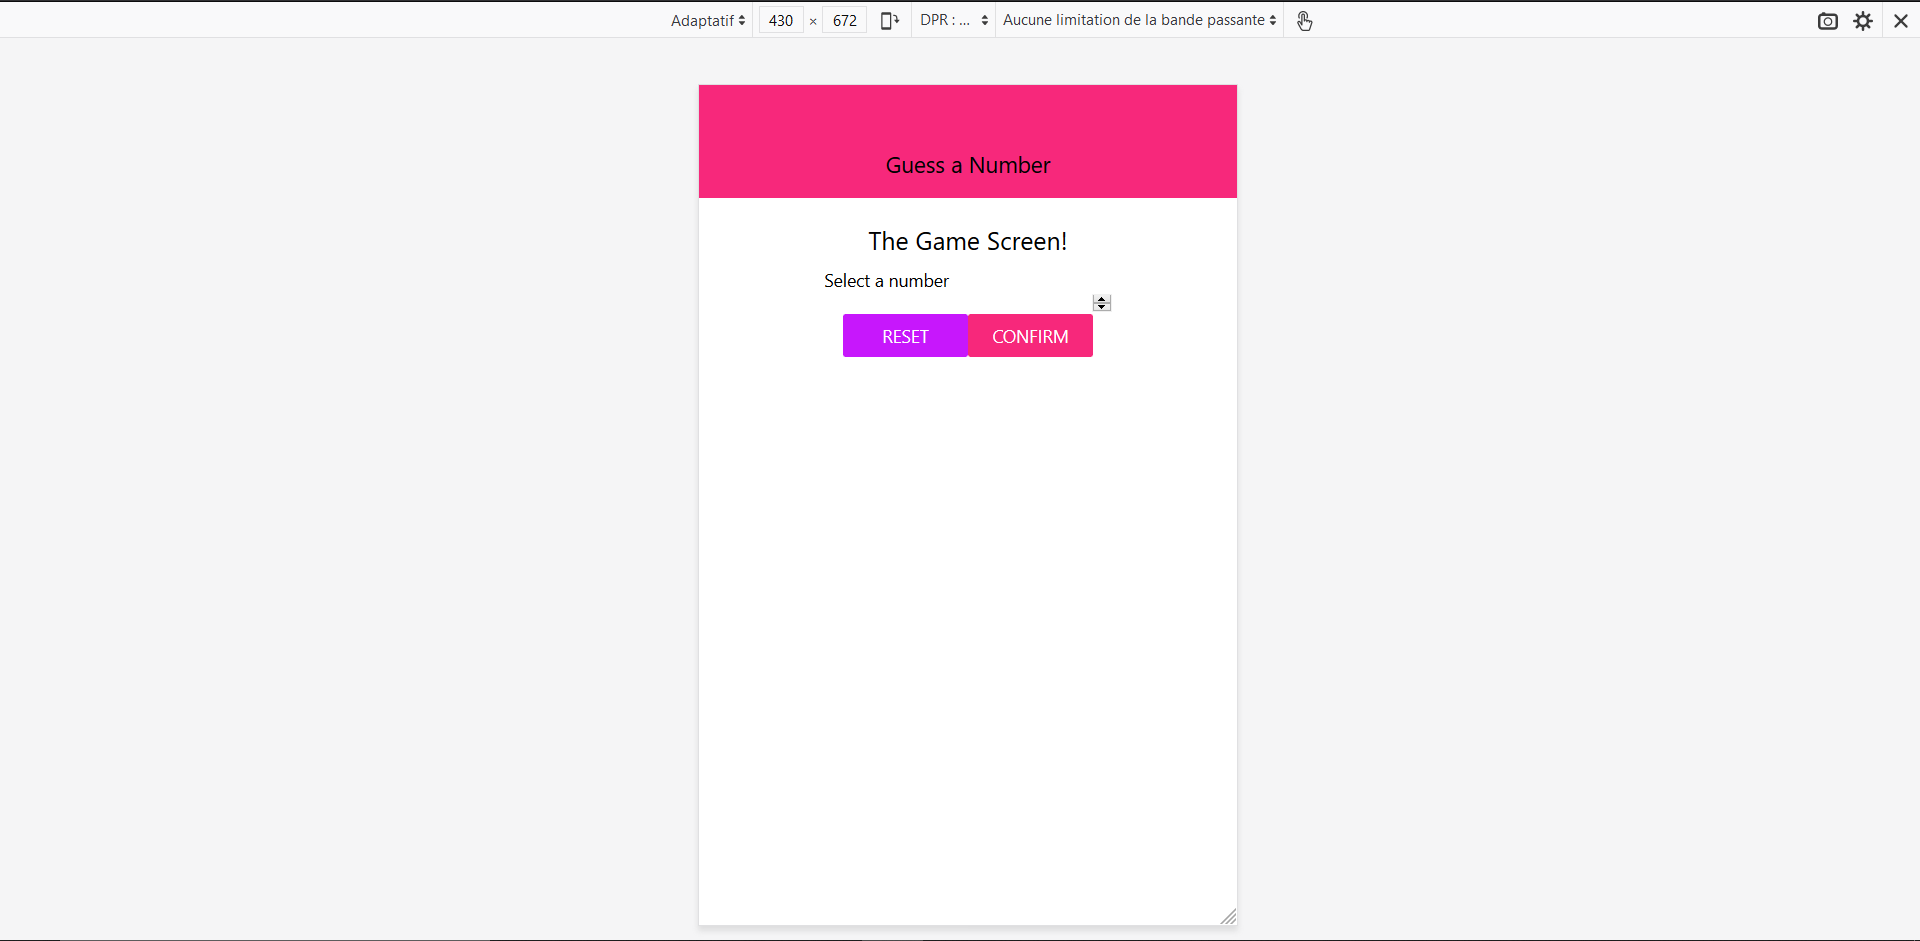 Adaptatif 430 × 672 DPR : ... Aucune limitation de la bande passante
Guess a Number
The Game Screen!
Select a number
RESET CONFIRM